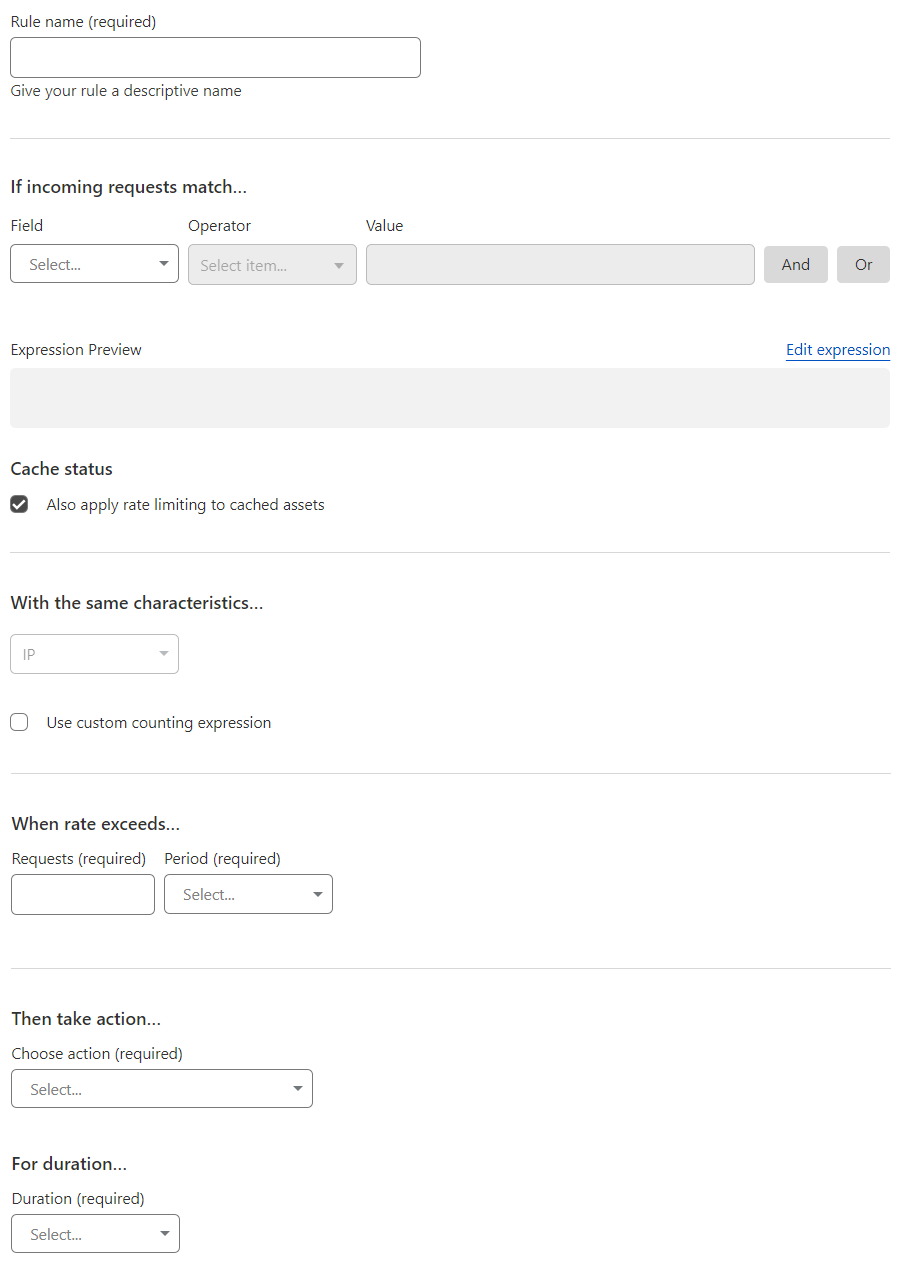 Rule name (required)
Give your rule a descriptive name
If incoming requests match...
Field Operator Value
Select... Select item... And Or
Expression Preview Edit expression
Cache status
Also apply rate limiting to cached assets
With the same characteristics...
IP
Use custom counting expression
When rate exceeds...
Requests (required) Period (required)
Select...
Then take action...
Choose action (required)
Select...
For duration...
Duration (required)
Select...